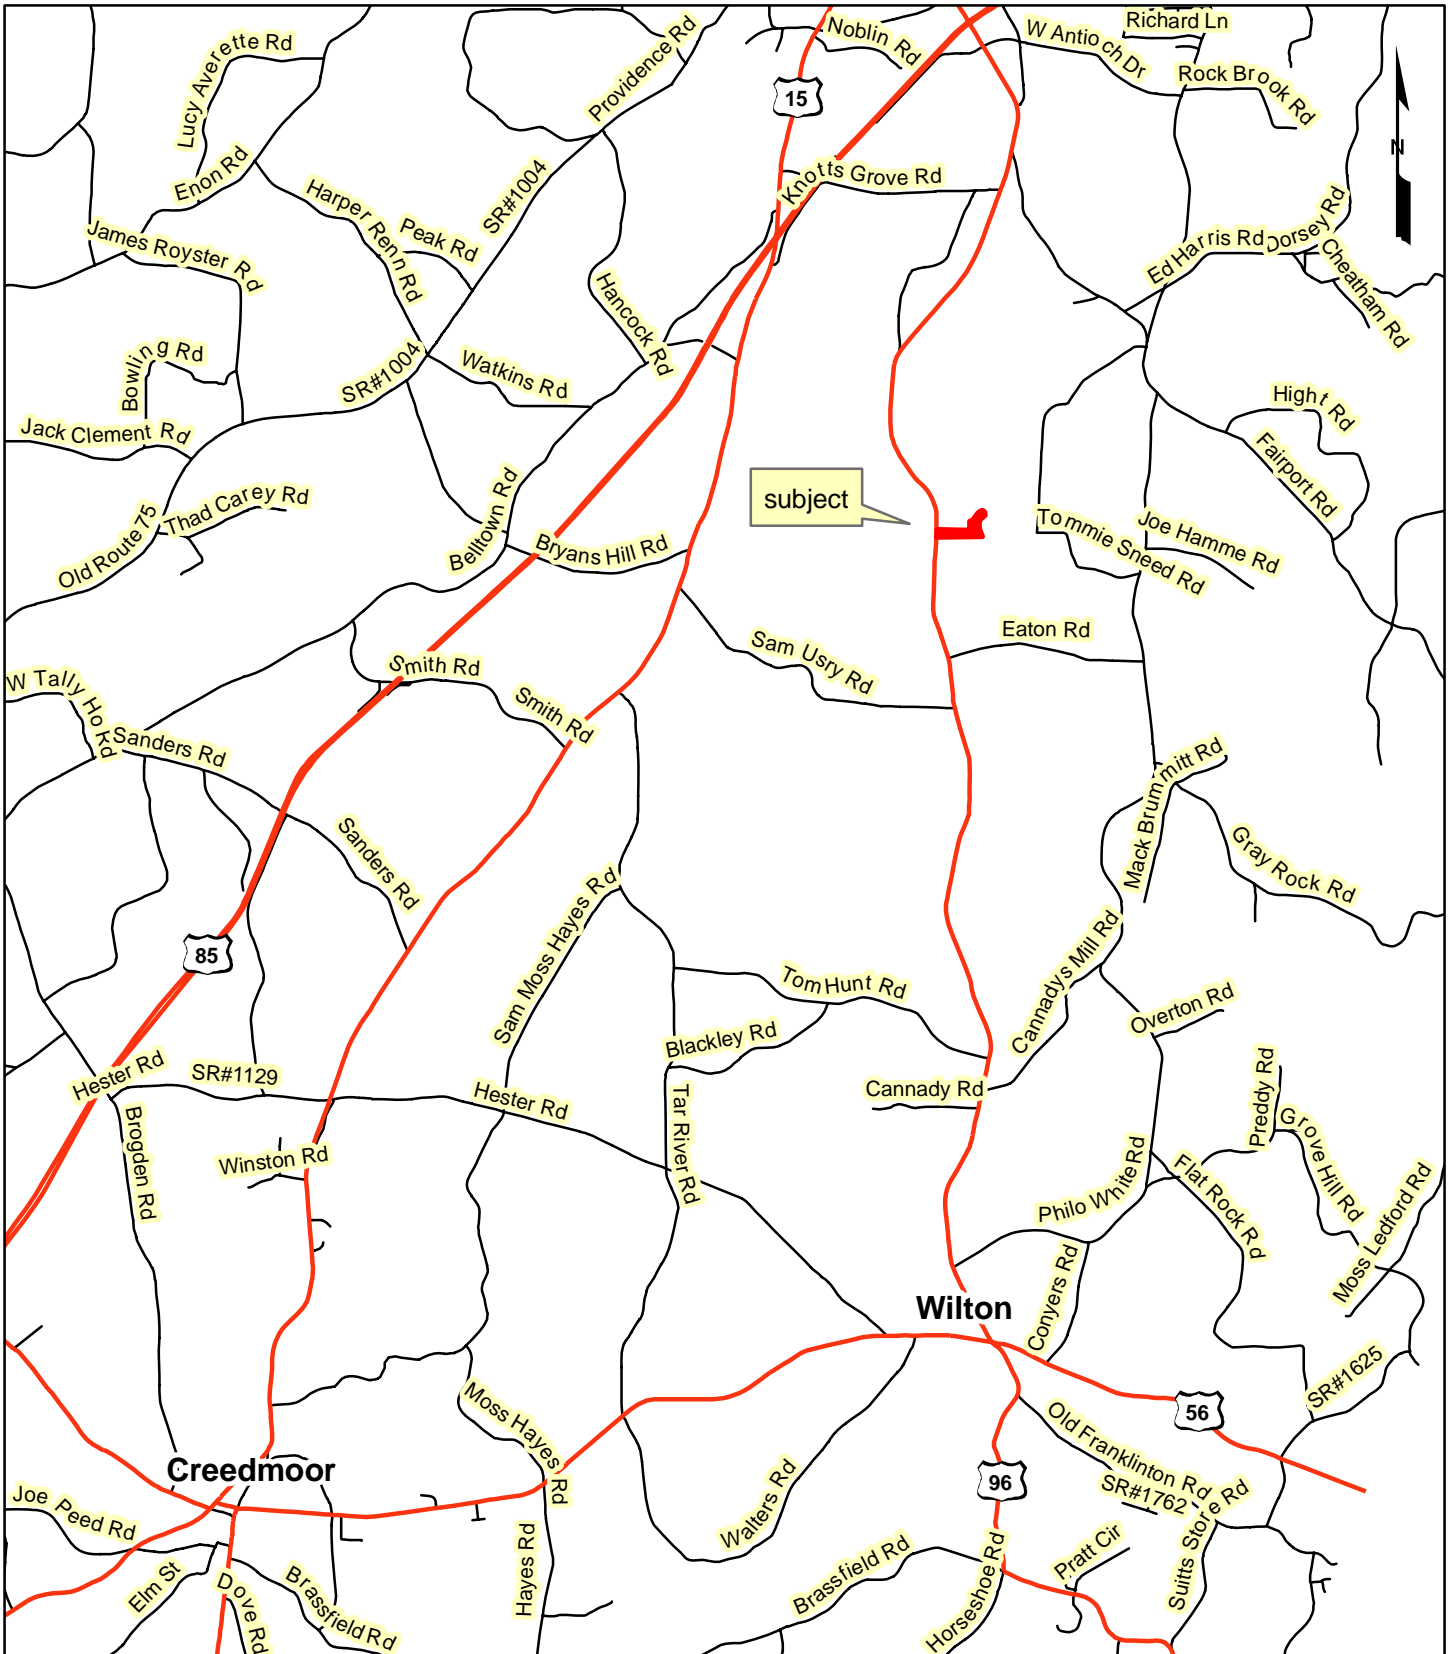 Lucy Averette Rd
Providence Rd
Noblin Rd
W Antioch Dr
Richard Ln
Rock Brook Rd
15
N
Enon Rd
Harper Renn Rd
Peak Rd
SR#1004
Knotts Grove Rd
James Royster Rd
Ed Harris Rd
Dorsey Rd
Cheatham Rd
Hancock Rd
Bowling Rd
SR#1004
Watkins Rd
Jack Clement Rd
Hight Rd
Fairport Rd
subject
Old Route 75
Thad Carey Rd
Belltown Rd
Bryans Hill Rd
Tommie Sneed Rd
Joe Hamme Rd
Eaton Rd
Sam Usry Rd
Smith Rd
Smith Rd
W Tally Ho Rd
Sanders Rd
Sanders Rd
Mack Brummitt Rd
Gray Rock Rd
85
Sam Moss Hayes Rd
Tom Hunt Rd
Cannadys Mill Rd
Overton Rd
Blackley Rd
Hester Rd
SR#1129
Hester Rd
Cannady Rd
Tar River Rd
Preddy Rd
Grove Hill Rd
Brogden Rd
Winston Rd
Philo White Rd
Flat Rock Rd
Moss Ledford Rd
Conyers Rd
Wilton
SR#1625
56
Moss Hayes Rd
Old Franklinton Rd
Creedmoor
96
SR#1762
Suitts Store Rd
Joe Peed Rd
Walters Rd
Hayes Rd
Brassfield Rd
Horseshoe Rd
Pratt Cir
Elm St
Dove Rd
Brassfield Rd